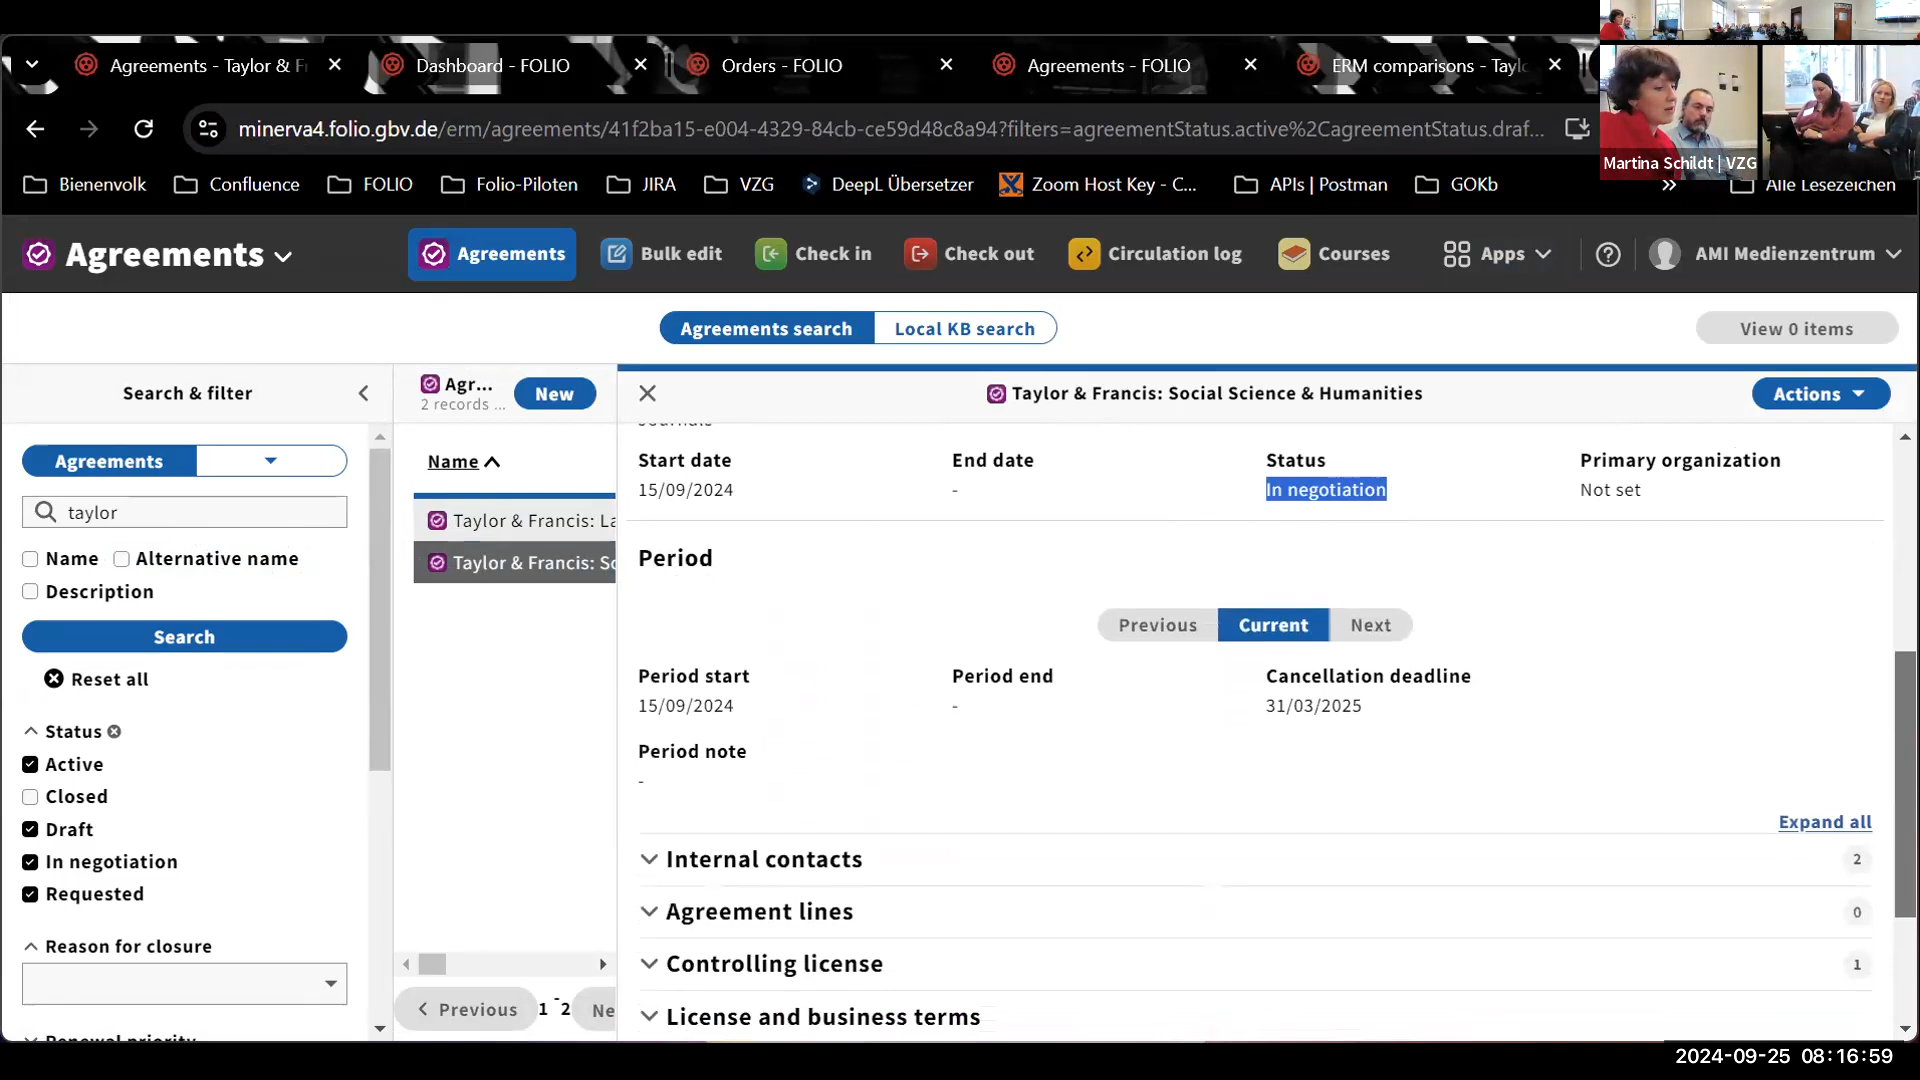 Agreements - Taylor & F
Dashboard - FOLIO
Orders - FOLIO
Agreements - FOLIO
ERM comparisons - Taylo
minerva4.folio.gbv.de/erm/agreements/41f2ba15-e004-4329-84cb-ce59d48c8a94?filters=agreementStatus.active%2CagreementStatus.draf...
Martina Schildt | VZG
Bienenvolk
Confluence
FOLIO
Folio-Piloten
JIRA
VZG
DeepL Übersetzer
Zoom Host Key - C...
APIs | Postman
GOKb
»
Alle Lesezeichen
Agreements
Agreements
Bulk edit
Check in
Check out
Circulation log
Courses
Apps
AMI Medienzentrum
Agreements search
Local KB search
View 0 items
Search & filter
Agr...
2 records ...
New
Taylor & Francis: Social Science & Humanities
Actions
Agreements
taylor
Name
Alternative name
Description
Search
Reset all
Status
Active
Closed
Draft
In negotiation
Requested
Reason for closure
Renewal priority
Name
Taylor & Francis: La
Taylor & Francis: So
Previous
1 - 2
Ne
Journals
Start date
15/09/2024
End date
-
Status
In negotiation
Primary organization
Not set
Period
Previous
Current
Next
Period start
15/09/2024
Period end
-
Cancellation deadline
31/03/2025
Period note
-
Expand all
Internal contacts
2
Agreement lines
0
Controlling license
1
License and business terms
2024-09-25 08:16:59